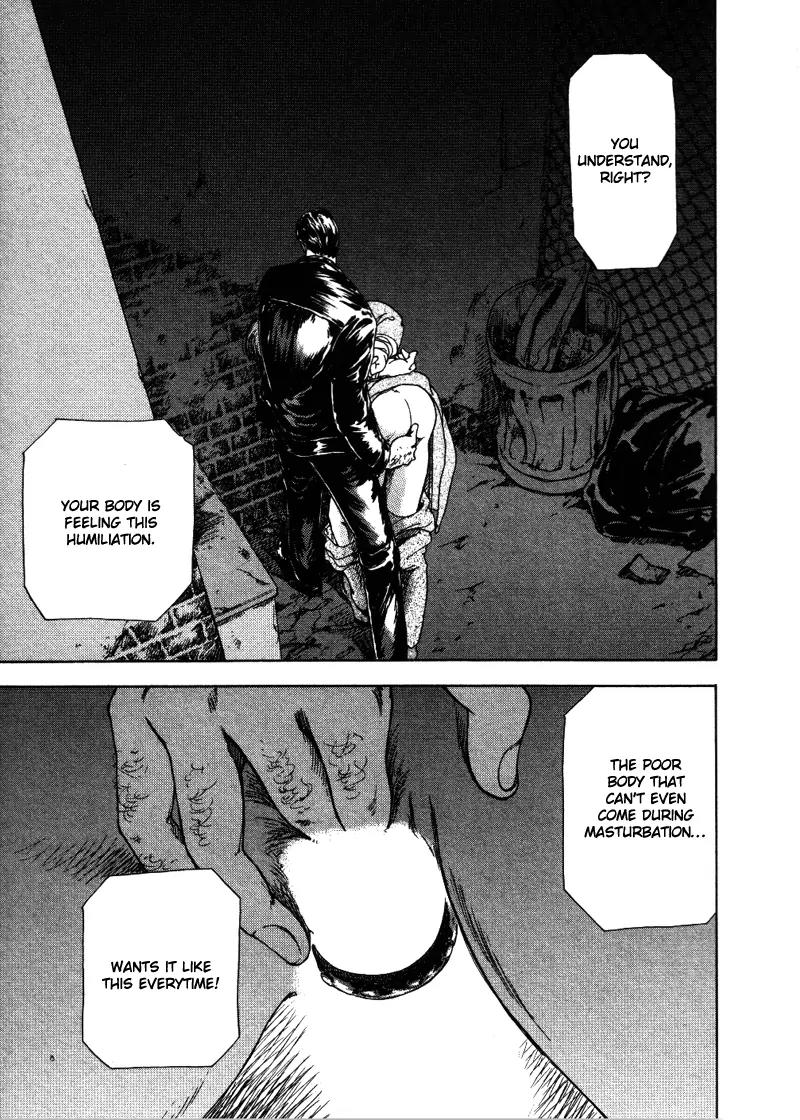 YOU
UNDERSTAND,
RIGHT?
YOUR BODY IS
FEELING THIS
HUMILIATION.
THE POOR
BODY THAT
CAN'T EVEN
COME DURING
MASTURBATION...
WANTS IT LIKE
THIS EVERYTIME!